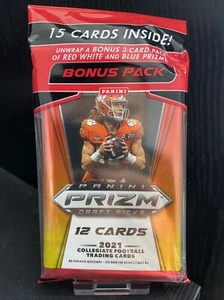 15 CARDS INSIDE!
UNWRAP A BONUS 3-CARD PACK
OF RED WHITE AND BLUE PRIZMS
BONUS PACK
PANINI
PANINI
PRIZM
DRAFT PICKS
12 CARDS
2021
COLLEGIATE FOOTBALL
TRADING CARDS